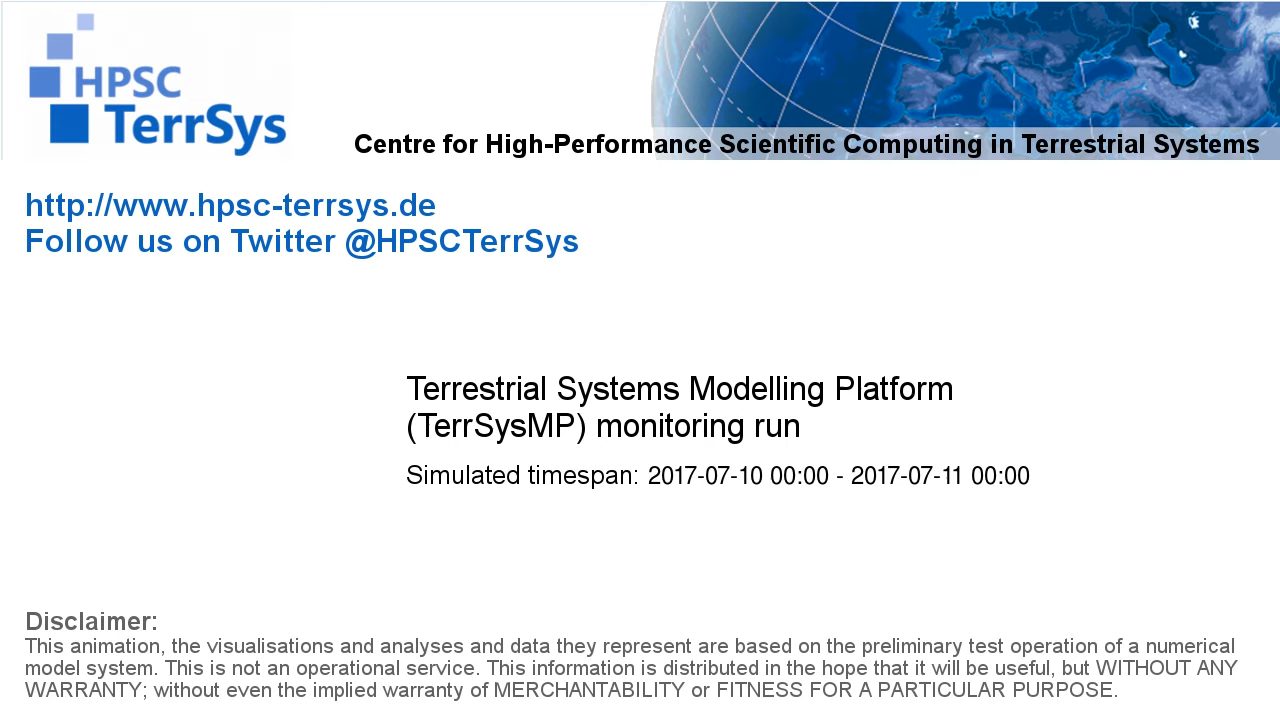 HPSC
TerrSys
Centre for High-Performance Scientific Computing in Terrestrial Systems
http://www.hpsc-terrsys.de
Follow us on Twitter @HPSCTerrSys
Terrestrial Systems Modelling Platform
(TerrSysMP) monitoring run
Simulated timespan: 2017-07-10 00:00 - 2017-07-11 00:00
Disclaimer:
This animation, the visualisations and analyses and data they represent are based on the preliminary test operation of a numerical
model system. This is not an operational service. This information is distributed in the hope that it will be useful, but WITHOUT ANY
WARRANTY; without even the implied warranty of MERCHANTABILITY or FITNESS FOR A PARTICULAR PURPOSE.